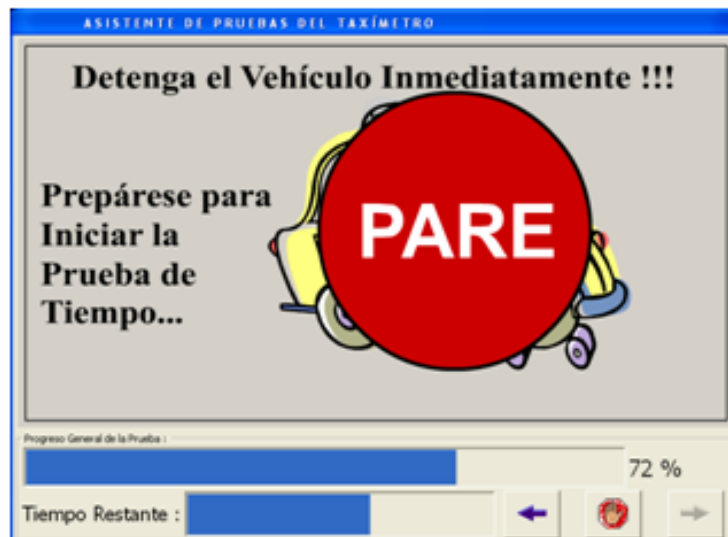 ASISTENTE DE PRUEBAS DEL TAXÍMETRO
Detenga el Vehículo Inmediatamente !!!
Prepárese para
Iniciar la
Prueba de
Tiempo...
PARE
Progreso General de la Prueba :
72 %
Tiempo Restante :